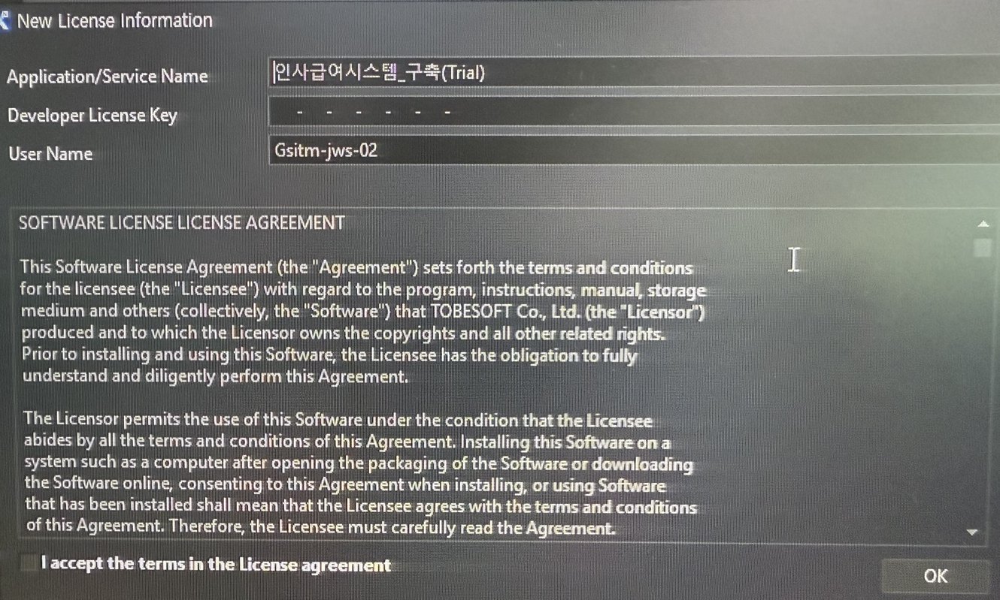 New License Information
Application/Service Name
인사급여시스템_구축(Trial)
Developer License Key
- - - - - -
User Name
Gsitm-jws-02
SOFTWARE LICENSE LICENSE AGREEMENT
This Software License Agreement (the "Agreement") sets forth the terms and conditions
for the licensee (the "Licensee") with regard to the program, instructions, manual, storage
medium and others (collectively, the "Software") that TOBESOFT Co., Ltd. (the "Licensor")
produced and to which the Licensor owns the copyrights and all other related rights.
Prior to installing and using this Software, the Licensee has the obligation to fully
understand and diligently perform this Agreement.
The Licensor permits the use of this Software under the condition that the Licensee
abides by all the terms and conditions of this Agreement. Installing this Software on a
system such as a computer after opening the packaging of the Software or downloading
the Software online, consenting to this Agreement when installing, or using Software
that has been installed shall mean that the Licensee agrees with the terms and conditions
of this Agreement. Therefore, the Licensee must carefully read the Agreement.
I accept the terms in the License agreement
OK